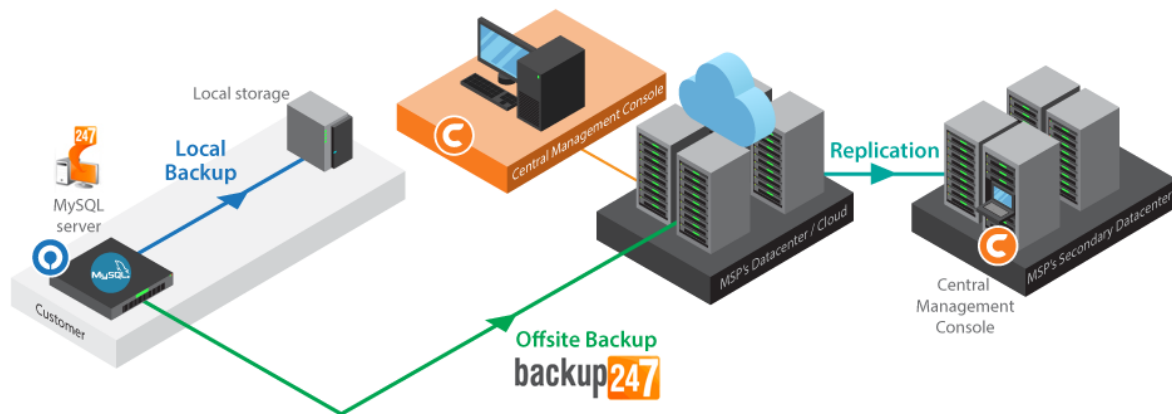 Local storage
247
MySQL
server
Local
Backup
MySQL
Customer
Central Management Console
C
MSP's Datacenter / Cloud
Replication
MSP's Secondary Datacenter
C
Central
Management
Console
Offsite Backup
backup247